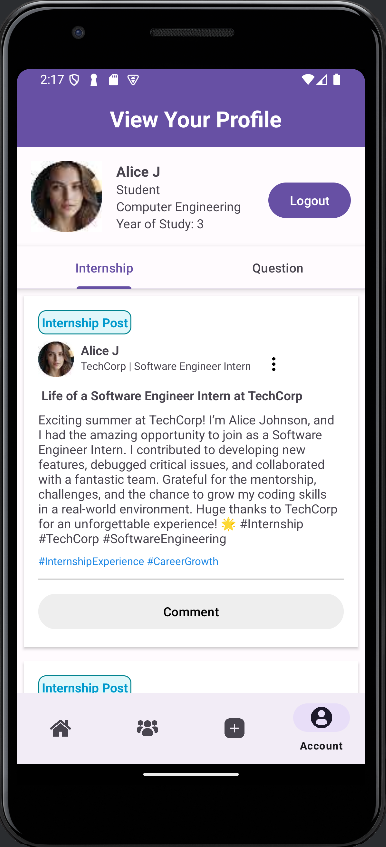 2:17
View Your Profile
Alice J
Student
Computer Engineering
Year of Study: 3
Logout
Internship
Question
Internship Post
Alice J
TechCorp | Software Engineer Intern
Life of a Software Engineer Intern at TechCorp
Exciting summer at TechCorp! I'm Alice Johnson, and
I had the amazing opportunity to join as a Software
Engineer Intern. I contributed to developing new
features, debugged critical issues, and collaborated
with a fantastic team. Grateful for the mentorship,
challenges, and the chance to grow my coding skills
in a real-world environment. Huge thanks to TechCorp
for an unforgettable experience! 🌟 #Internship
#TechCorp #SoftwareEngineering
#InternshipExperience #CareerGrowth
Comment
Internship Post
Account